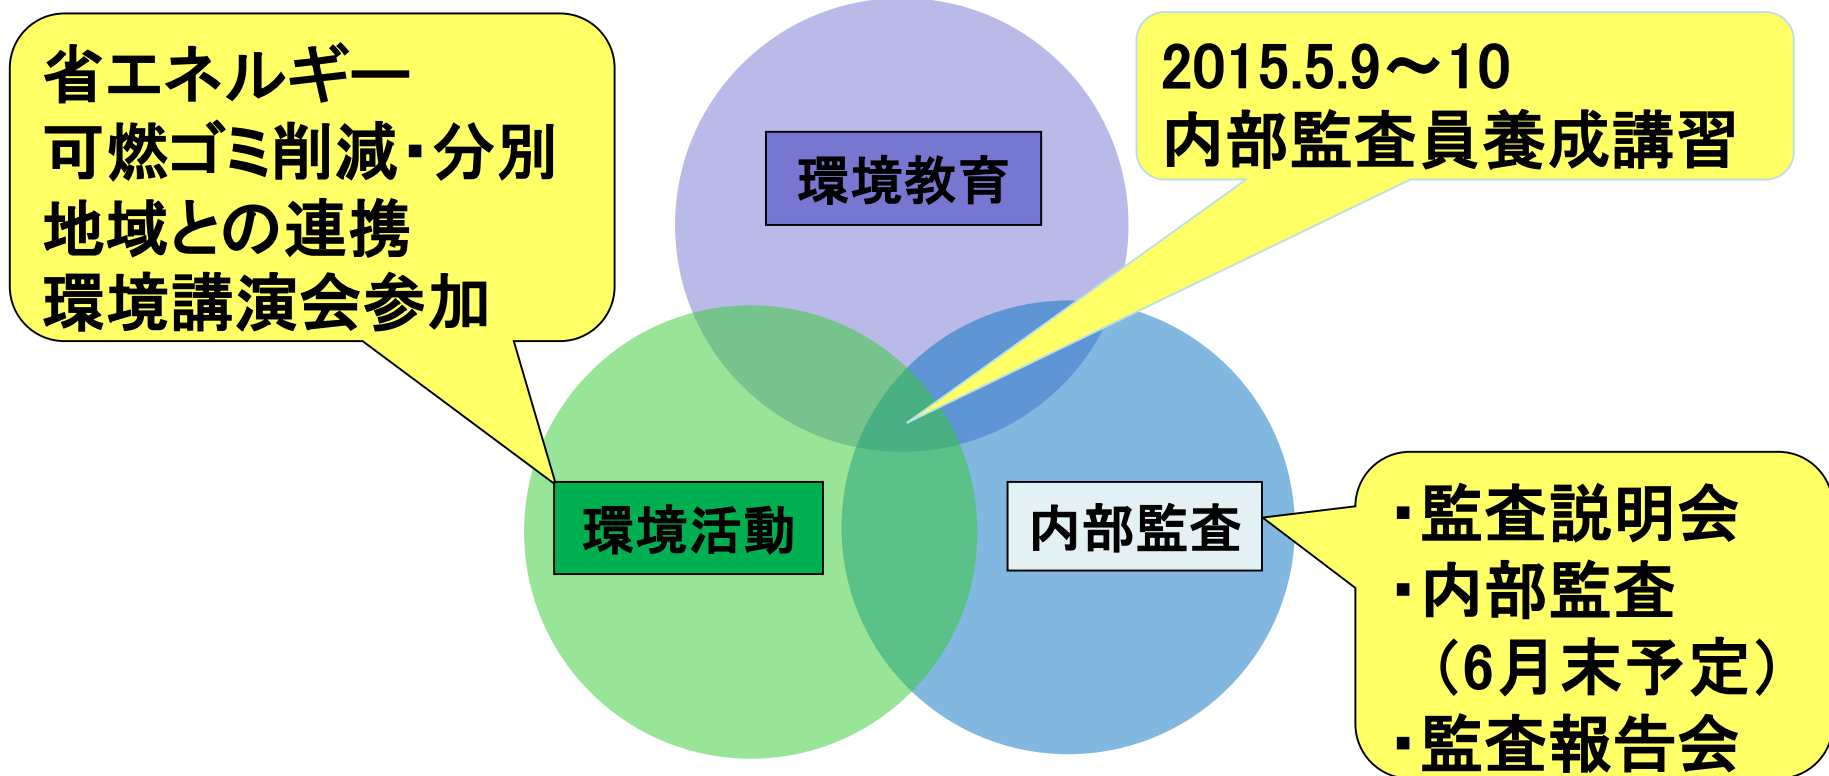 省エネルギー
可燃ゴミ削減・分別
地域との連携
環境講演会参加
環境教育
2015.5.9～10
内部監査員養成講習
環境活動
内部監査
・監査説明会
・内部監査
（6月末予定）
・監査報告会